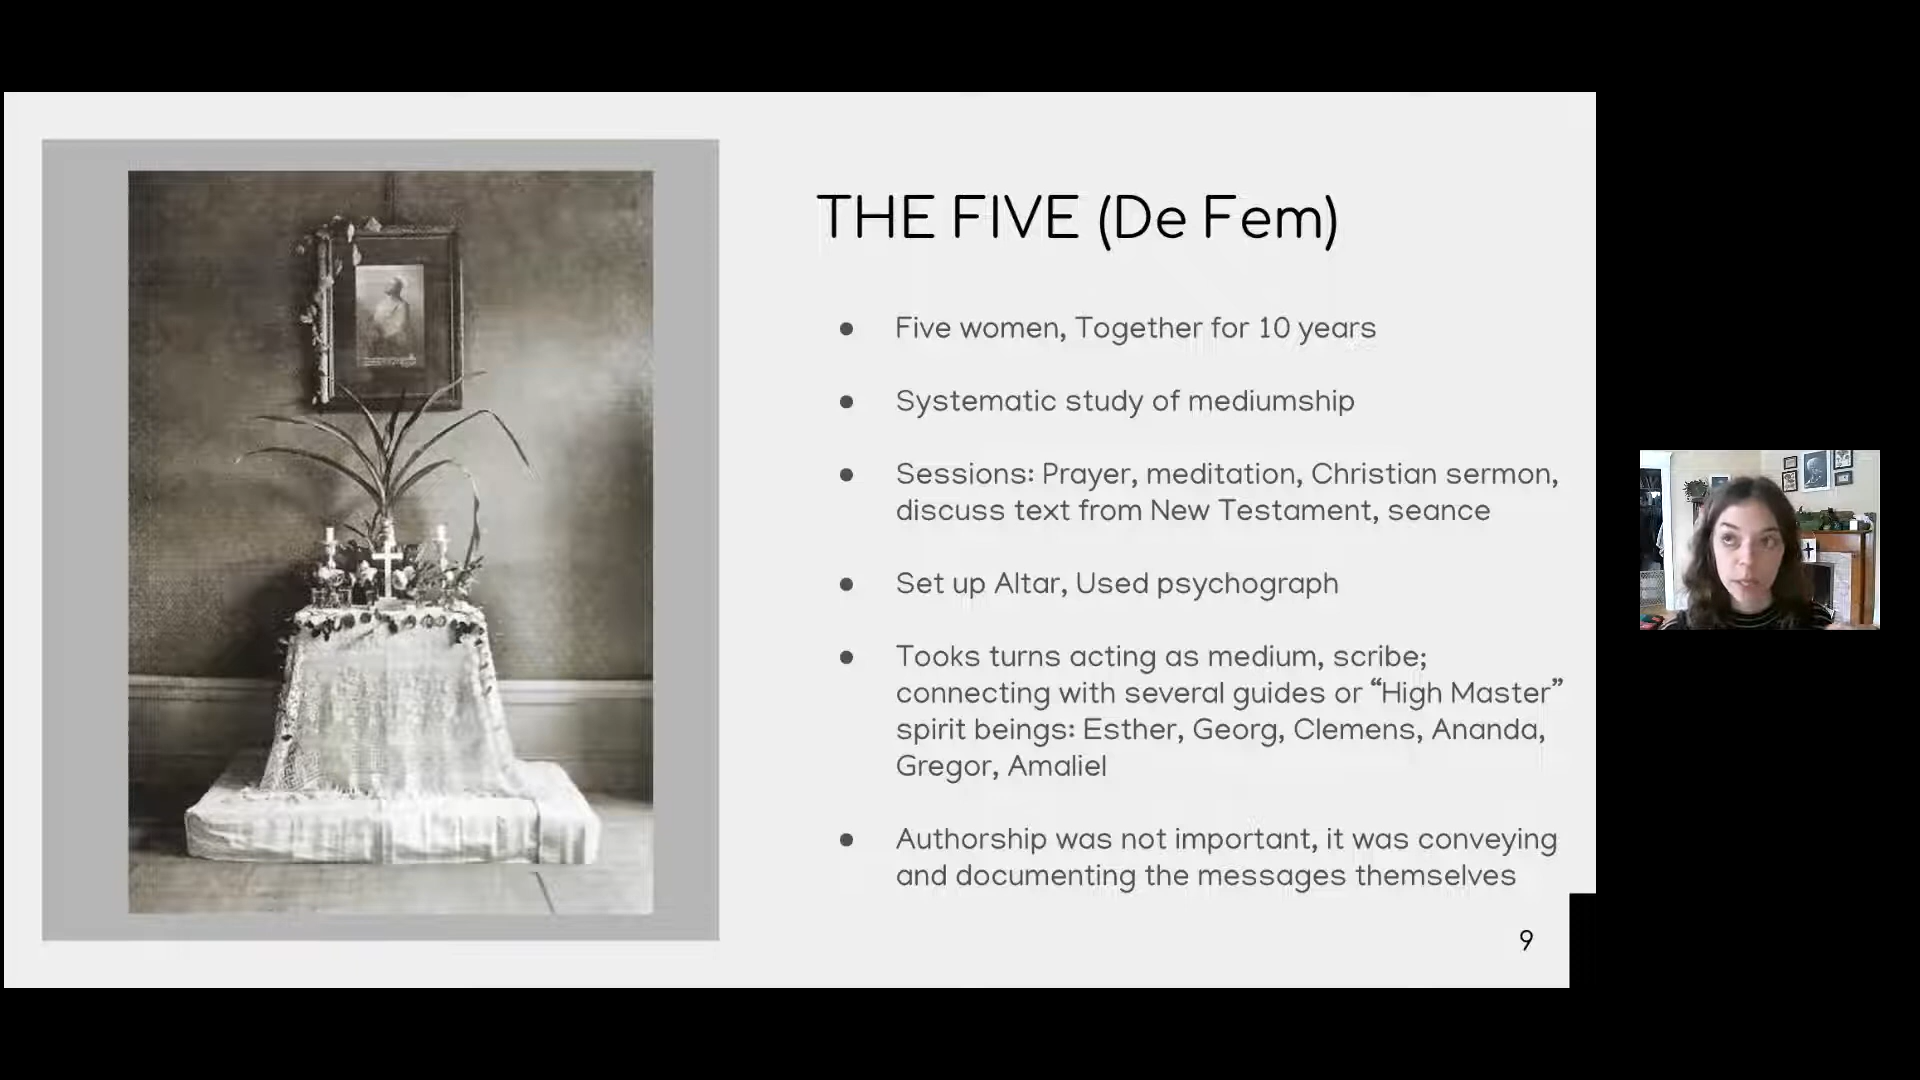 THE FIVE (De Fem)
● Five women, Together for 10 years
● Systematic study of mediumship
● Sessions: Prayer, meditation, Christian sermon,
discuss text from New Testament, seance
● Set up Altar, Used psychograph
● Tooks turns acting as medium, scribe;
connecting with several guides or “High Master”
spirit beings: Esther, Georg, Clemens, Ananda,
Gregor, Amaliel
● Authorship was not important, it was conveying
and documenting the messages themselves
9